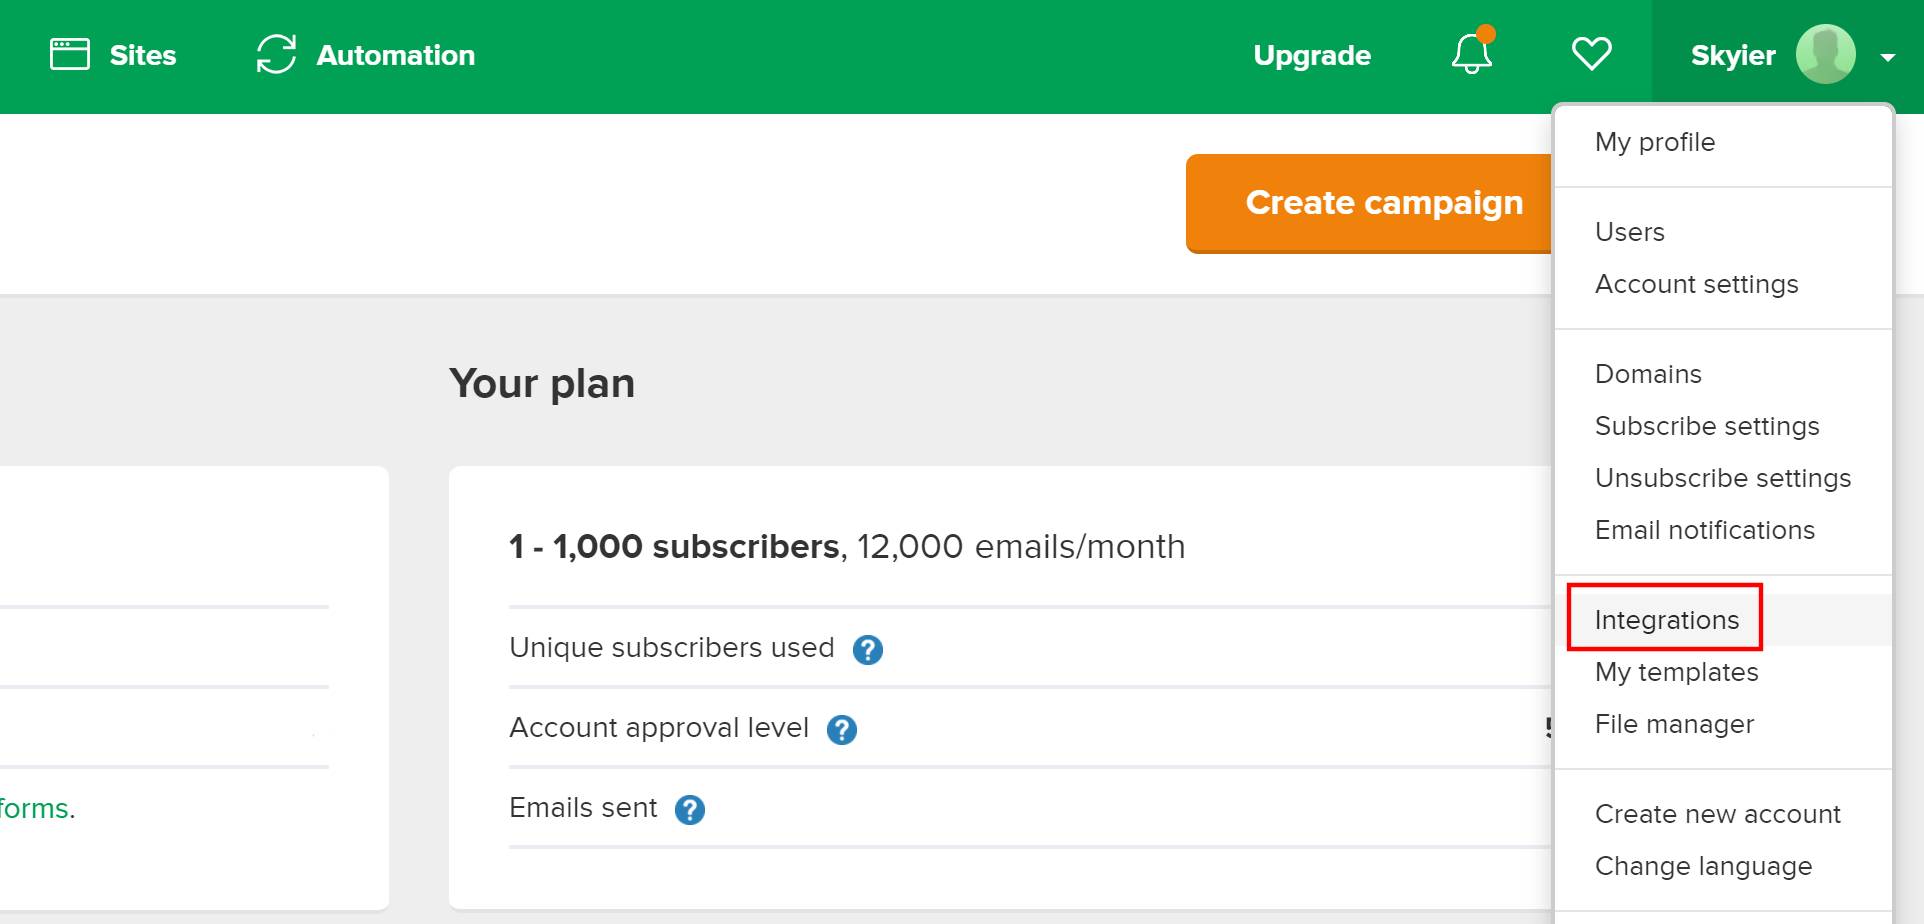 Sites
Automation
Upgrade
Skyier
My profile
Create campaign
Users
Account settings
Your plan
Domains
Subscribe settings
Unsubscribe settings
Email notifications
1 - 1,000 subscribers, 12,000 emails/month
Integrations
Unique subscribers used ?
My templates
Account approval level ?
File manager
forms.
Emails sent ?
Create new account
Change language